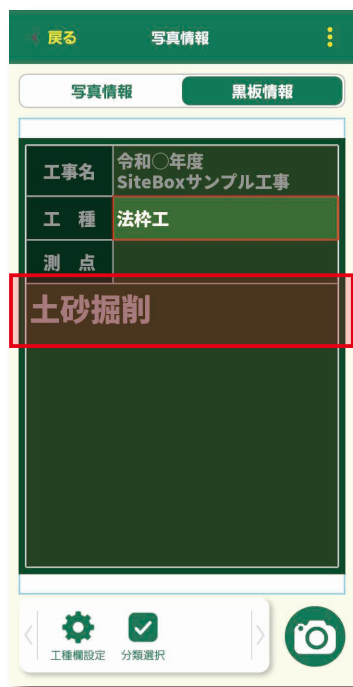 戻る 写真情報
写真情報 黒板情報
工事名 令和○年度
SiteBoxサンプル工事
工 種 法枠工
測 点
土砂掘削
工種欄設定 分類選択